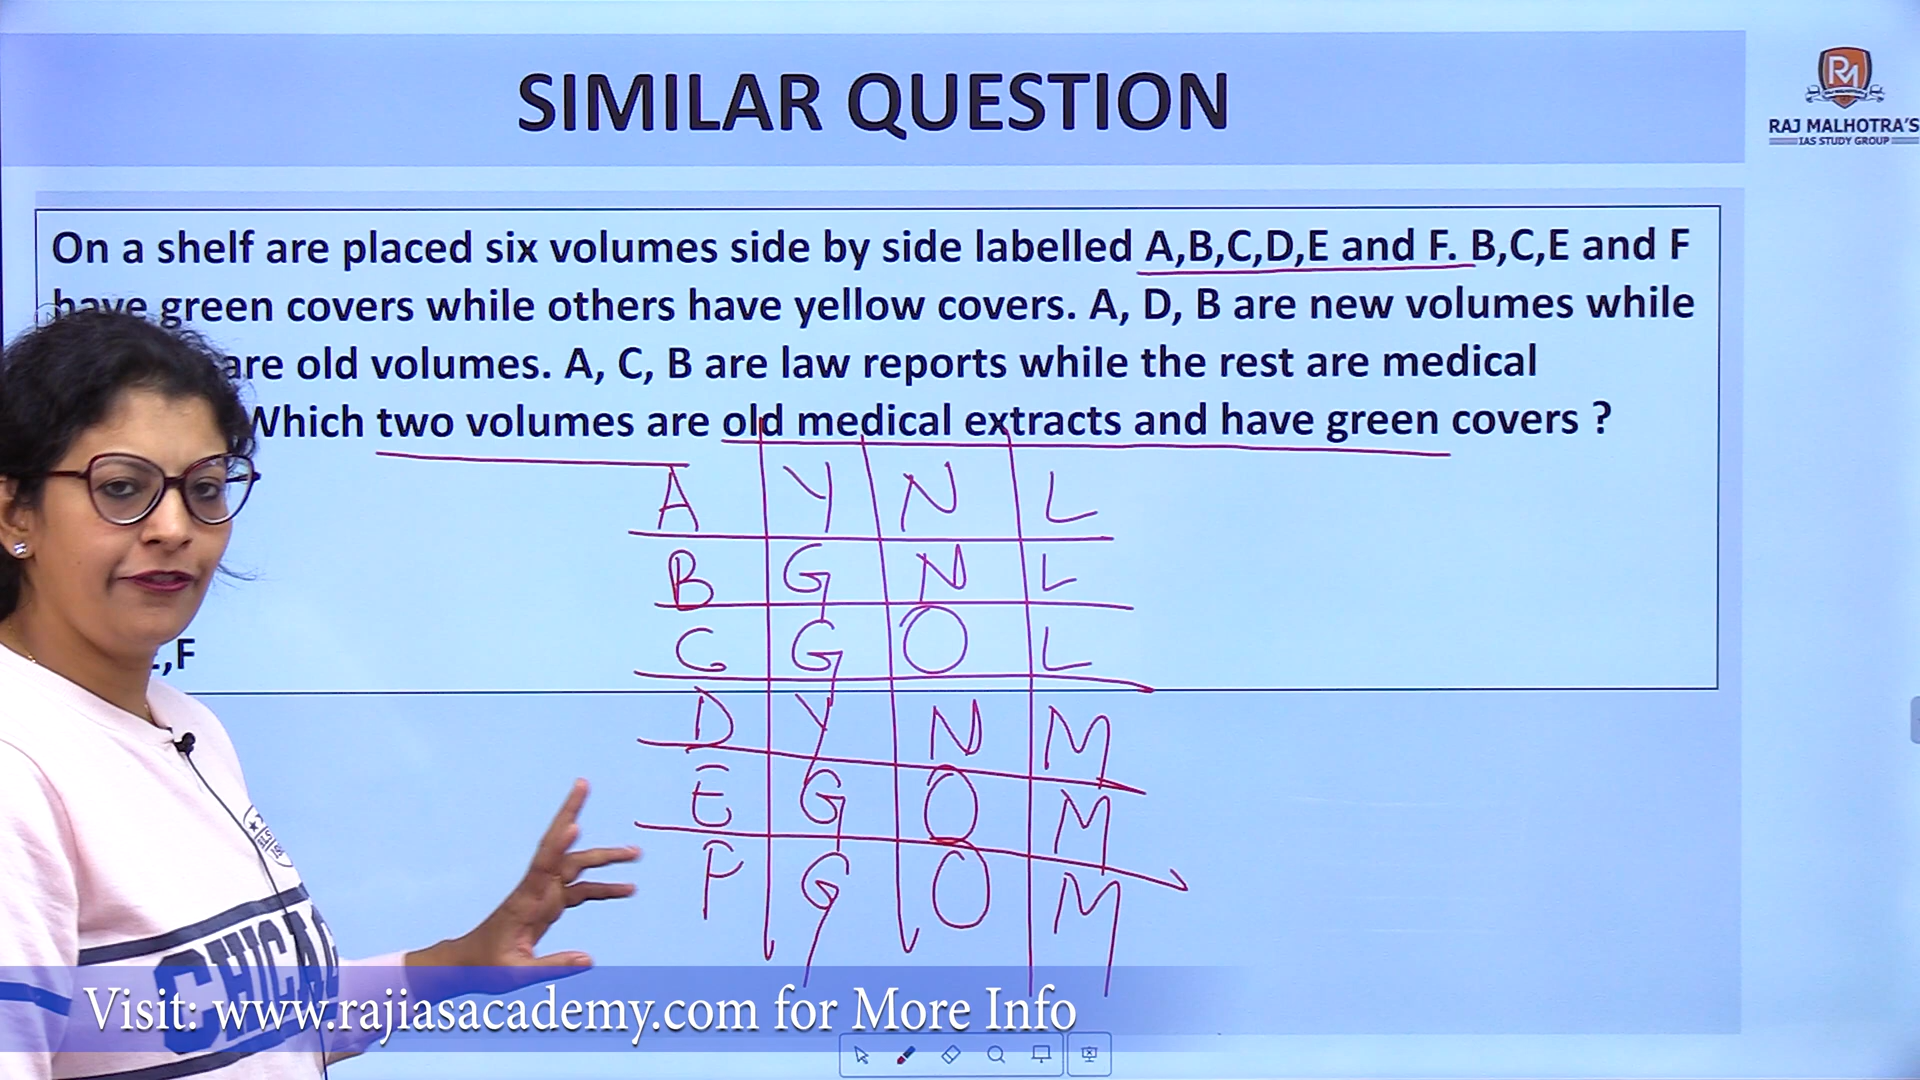 SIMILAR QUESTION
RM
RAJ MALHOTRA'S
IAS STUDY GROUP
On a shelf are placed six volumes side by side labelled A,B,C,D,E and F. B,C,E and F
have green covers while others have yellow covers. A, D, B are new volumes while
are old volumes. A, C, B are law reports while the rest are medical
Which two volumes are old medical extracts and have green covers ?
A Y N L
B G N L
C G O L
,F
D Y N M
E G O M
F G O M
CHICAG
Visit: www.rajiasacademy.com for More Info